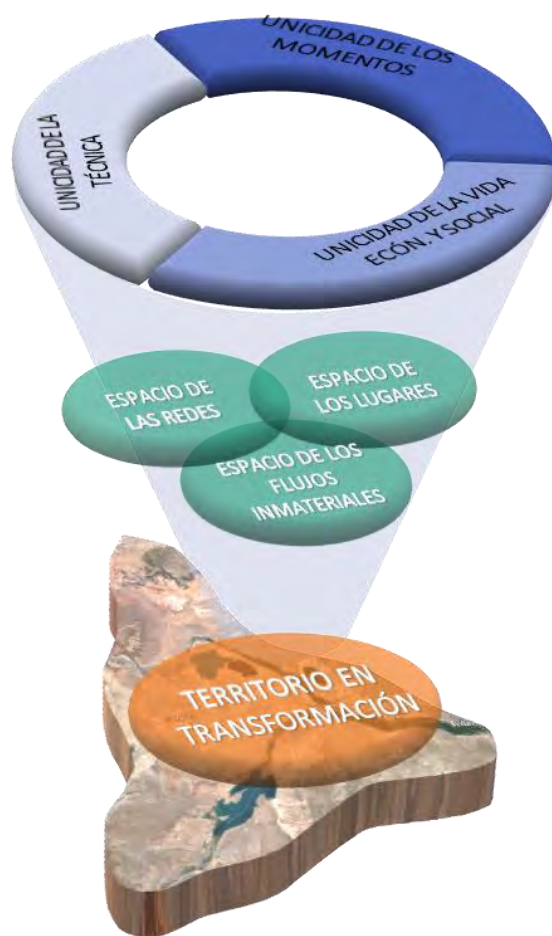 UNICIDAD DE LOS
MOMENTOS
UNICIDAD DE LA
TÉCNICA
UNICIDAD DE LA VIDA
ECÓN. Y SOCIAL
ESPACIO DE
LAS REDES
ESPACIO DE
LOS LUGARES
ESPACIO DE LOS
FLUJOS
INMATERIALES
TERRITORIO EN
TRANSFORMACIÓN